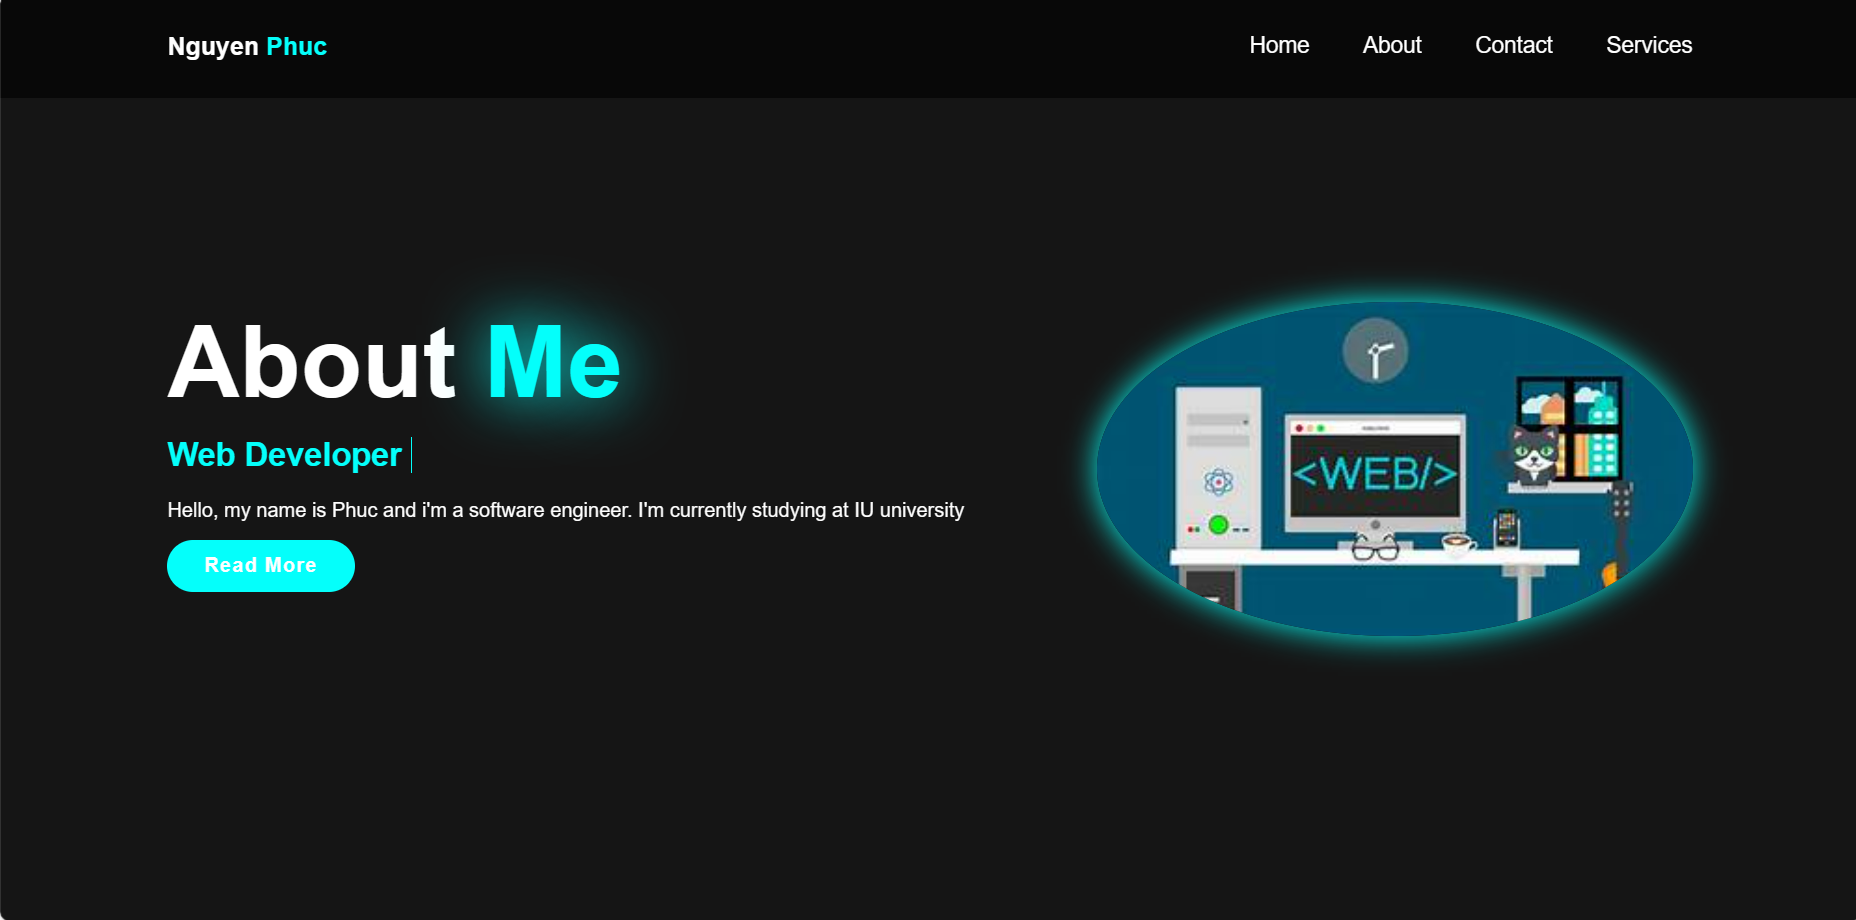 Nguyen Phuc
Home About Contact Services
About Me
Web Developer
Hello, my name is Phuc and i'm a software engineer. I'm currently studying at IU university
Read More
<WEB/>